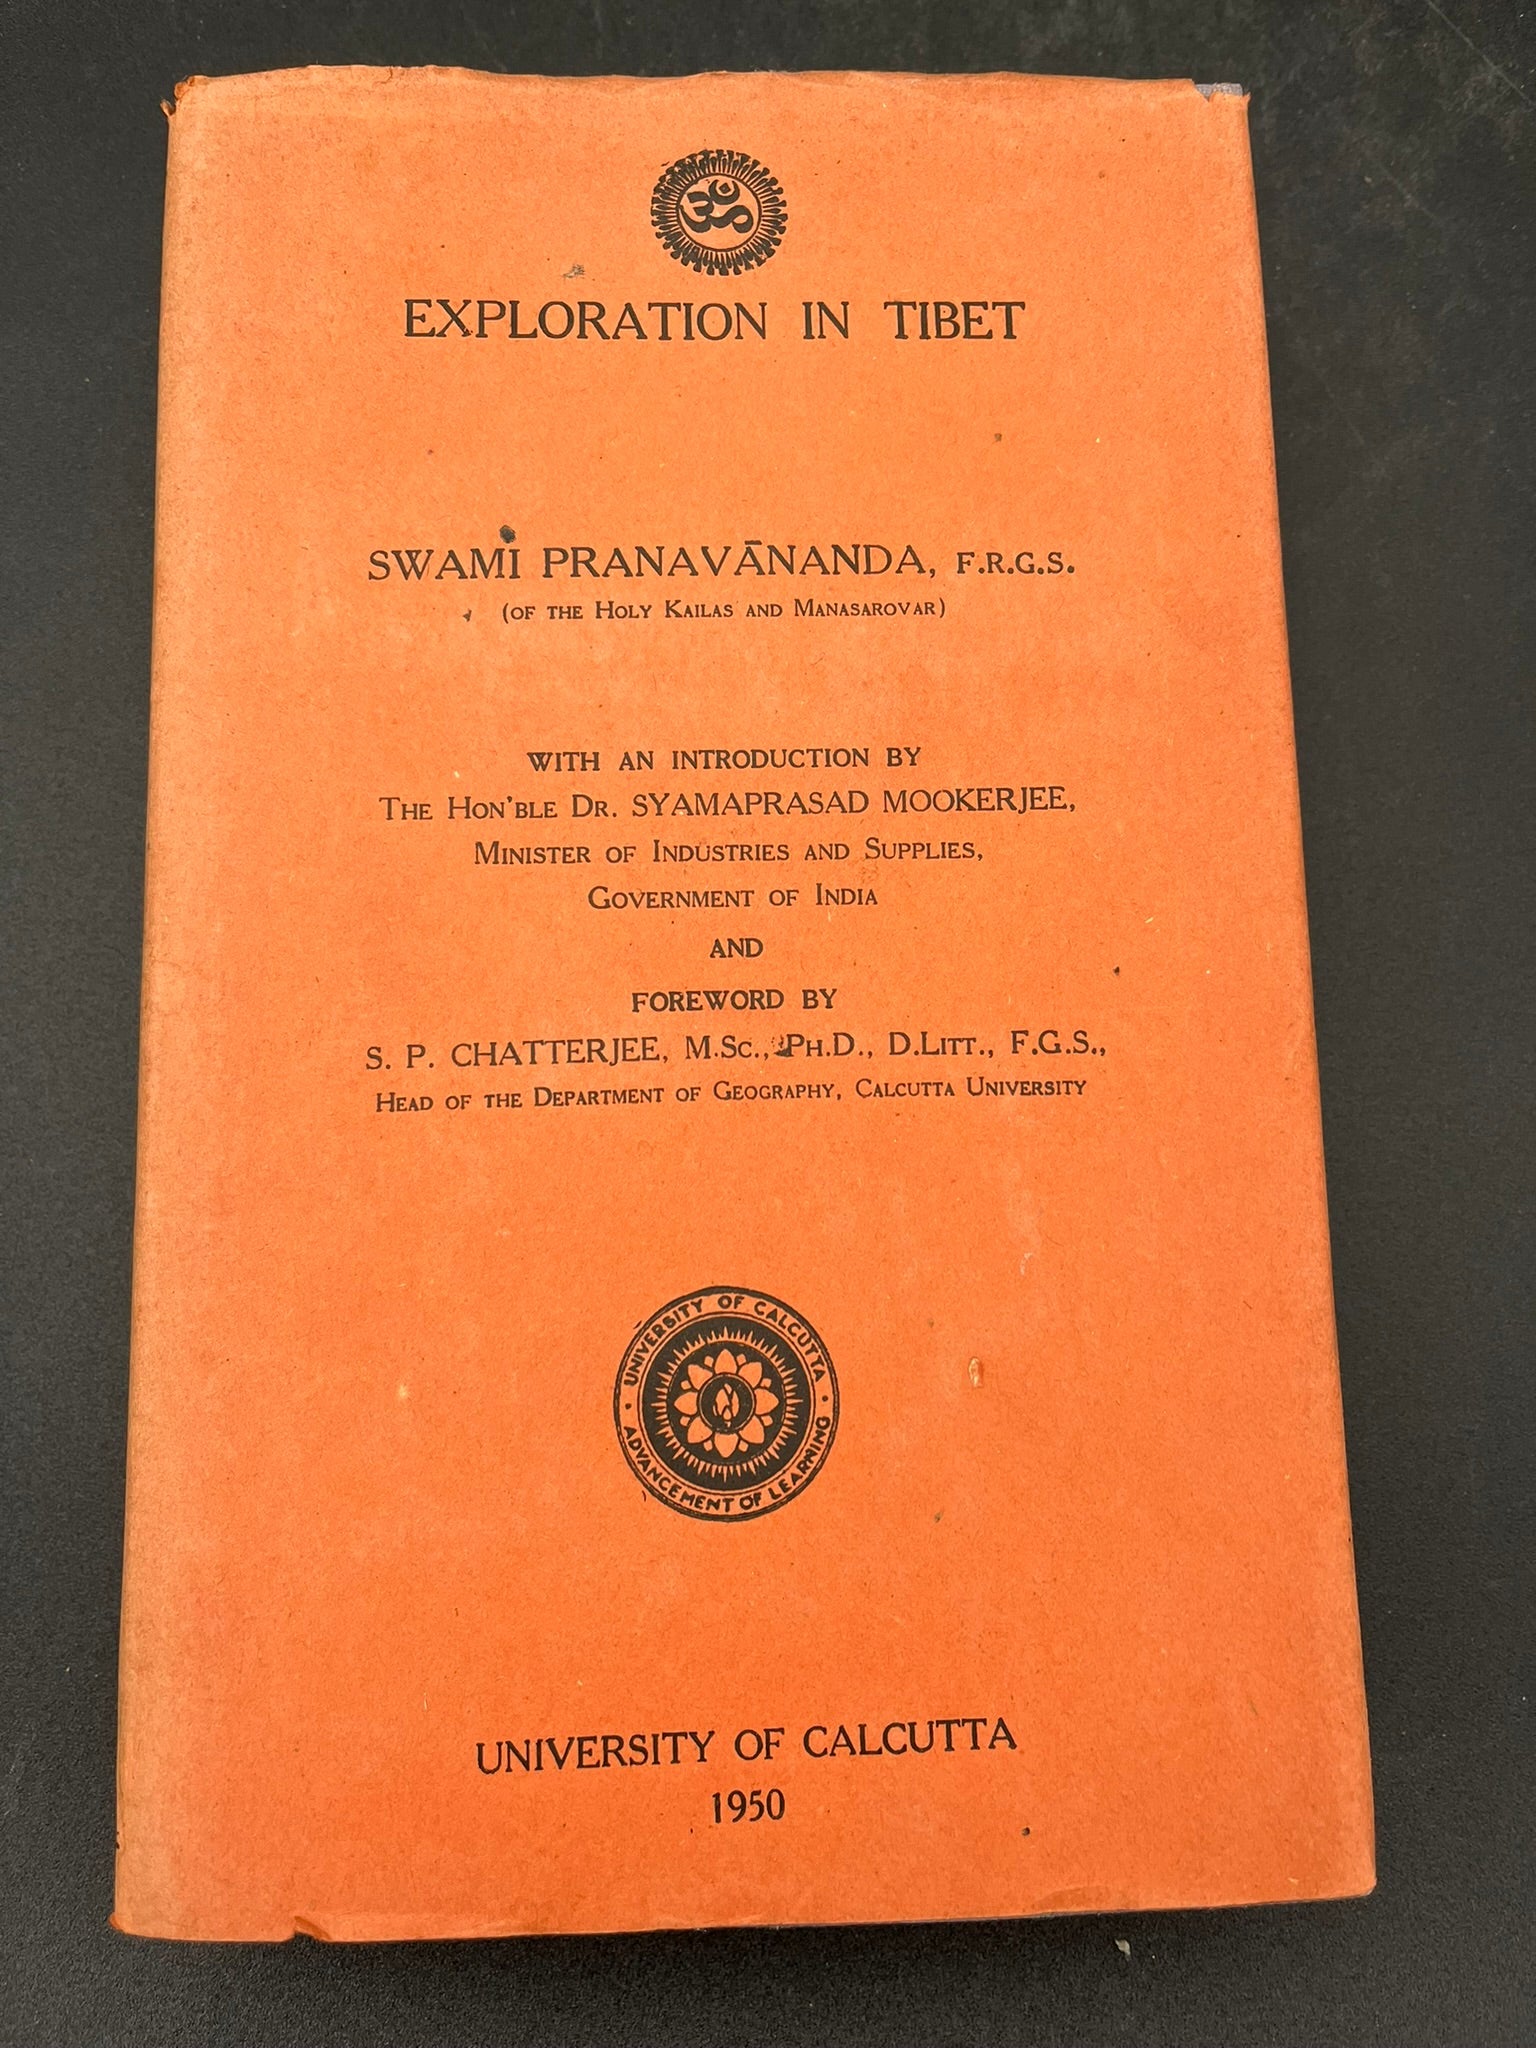 ॐ
EXPLORATION IN TIBET
SWAMI PRANAVĀNANDA, F.R.G.S.
(OF THE HOLY KAILAS AND MANASAROVAR)
WITH AN INTRODUCTION BY
THE HON'BLE DR. SYAMAPRASAD MOOKERJEE,
MINISTER OF INDUSTRIES AND SUPPLIES,
GOVERNMENT OF INDIA
AND
FOREWORD BY
S. P. CHATTERJEE, M.SC., PH.D., D.LITT., F.G.S.,
HEAD OF THE DEPARTMENT OF GEOGRAPHY, CALCUTTA UNIVERSITY
UNIVERSITY OF CALCUTTA
ADVANCEMENT OF LEARNING
UNIVERSITY OF CALCUTTA
1950